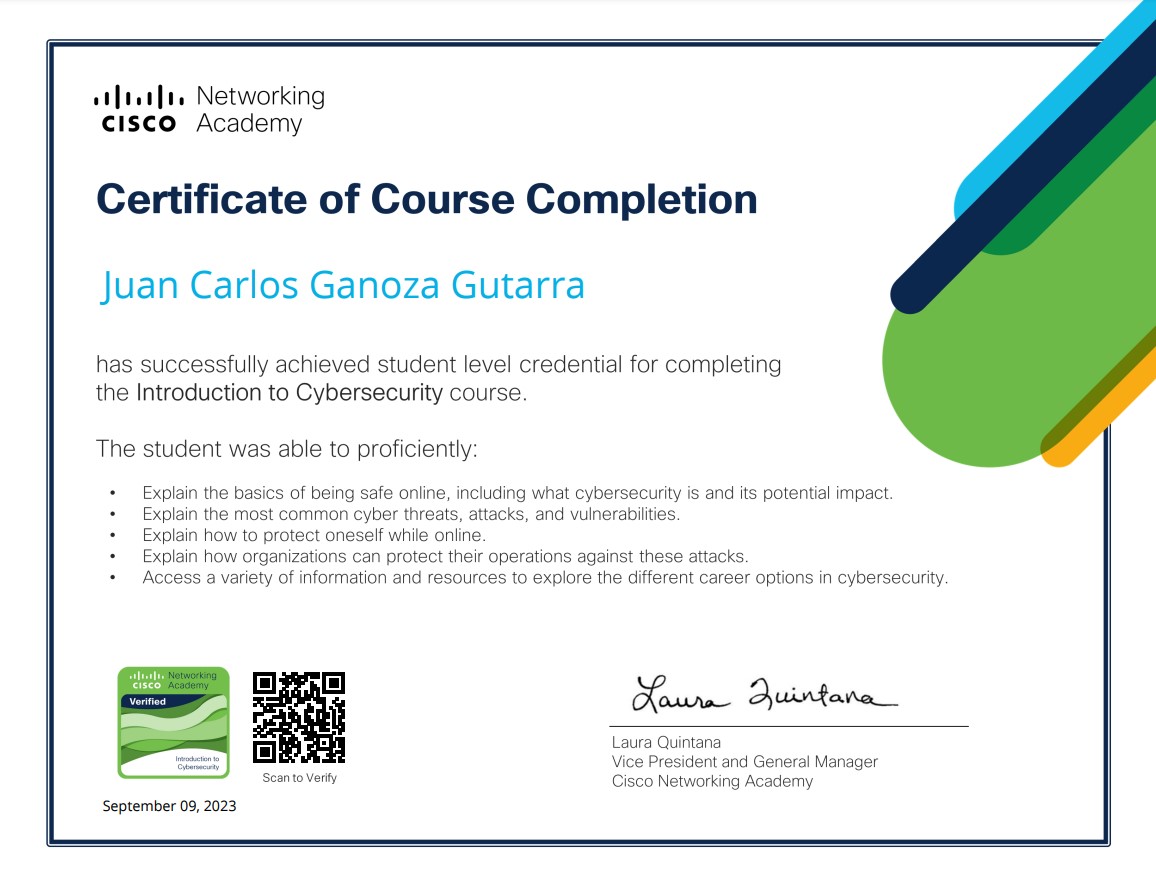 Networking
CISCO Academy
Certificate of Course Completion
Juan Carlos Ganoza Gutarra
has successfully achieved student level credential for completing
the Introduction to Cybersecurity course.
The student was able to proficiently:
• Explain the basics of being safe online, including what cybersecurity is and its potential impact.
• Explain the most common cyber threats, attacks, and vulnerabilities.
• Explain how to protect oneself while online.
• Explain how organizations can protect their operations against these attacks.
• Access a variety of information and resources to explore the different career options in cybersecurity.
Networking
CISCO Academy
Verified
Introduction to
Cybersecurity
Scan to Verify
September 09, 2023
Laura Quintana
Laura Quintana
Vice President and General Manager
Cisco Networking Academy